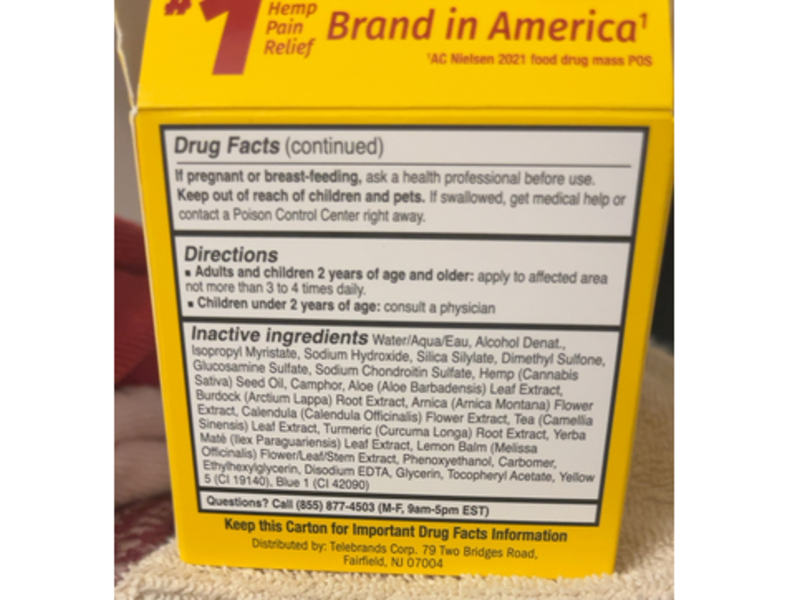 #1 Hemp
Pain
Relief
Brand in America¹
¹AC Nielsen 2021 food drug mass POS
Drug Facts (continued)
If pregnant or breast-feeding, ask a health professional before use.
Keep out of reach of children and pets. If swallowed, get medical help or
contact a Poison Control Center right away.
Directions
▪ Adults and children 2 years of age and older: apply to affected area
not more than 3 to 4 times daily.
▪ Children under 2 years of age: consult a physician
Inactive ingredients Water/Aqua/Eau, Alcohol Denat.,
Isopropyl Myristate, Sodium Hydroxide, Silica Silylate, Dimethyl Sulfone,
Glucosamine Sulfate, Sodium Chondroitin Sulfate, Hemp (Cannabis
Sativa) Seed Oil, Camphor, Aloe (Aloe Barbadensis) Leaf Extract,
Burdock (Arctium Lappa) Root Extract, Arnica (Arnica Montana) Flower
Extract, Calendula (Calendula Officinalis) Flower Extract, Tea (Camellia
Sinensis) Leaf Extract, Turmeric (Curcuma Longa) Root Extract, Yerba
Maté (Ilex Paraguariensis) Leaf Extract, Lemon Balm (Melissa
Officinalis) Flower/Leaf/Stem Extract, Phenoxyethanol, Carbomer,
Ethylhexylglycerin, Disodium EDTA, Glycerin, Tocopheryl Acetate, Yellow
5 (CI 19140), Blue 1 (CI 42090)
Questions? Call (855) 877-4503 (M-F, 9am-5pm EST)
Keep this Carton for Important Drug Facts Information
Distributed by: Telebrands Corp. 79 Two Bridges Road,
Fairfield, NJ 07004